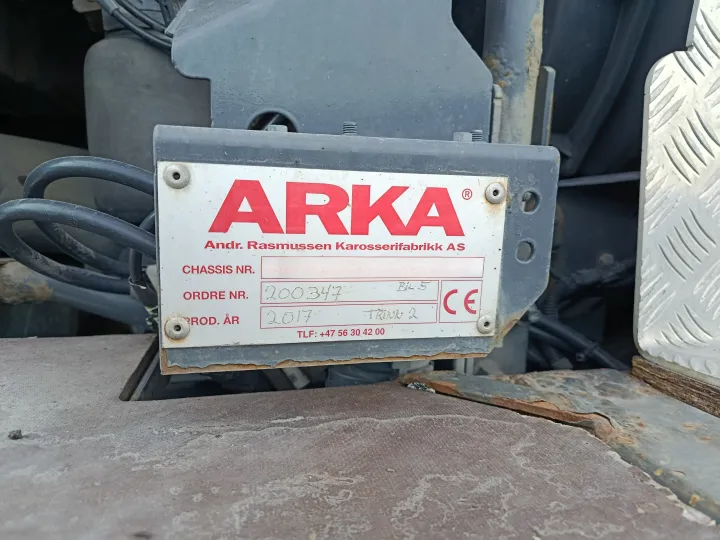 ARKA®
Andr. Rasmussen Karosserifabrikk AS
CHASSIS NR.
ORDRE NR. 200347 BIL 5
PROD. ÅR 2017 TRINN 2
CE
TLF: +47 56 30 42 00